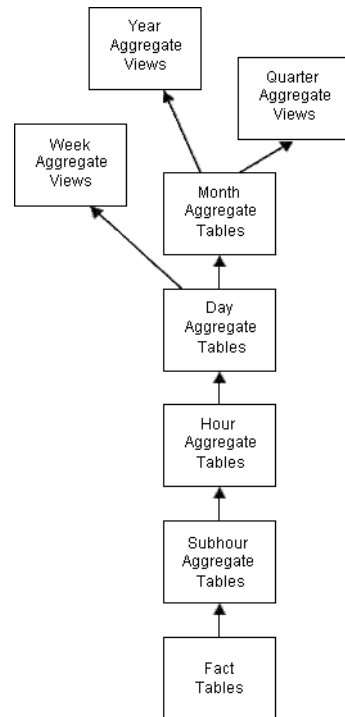 Year
Aggregate
Views
Quarter
Aggregate
Views
Week
Aggregate
Views
Month
Aggregate
Tables
Day
Aggregate
Tables
Hour
Aggregate
Tables
Subhour
Aggregate
Tables
Fact
Tables